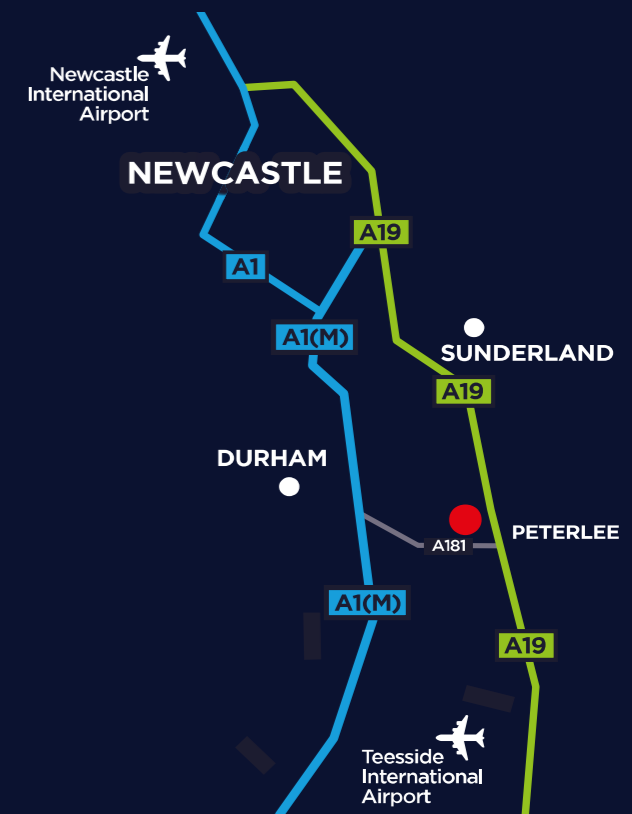 Newcastle
International
Airport
NEWCASTLE
A19
A1
A1(M)
SUNDERLAND
A19
DURHAM
PETERLEE
A181
A1(M)
A19
Teesside
International
Airport